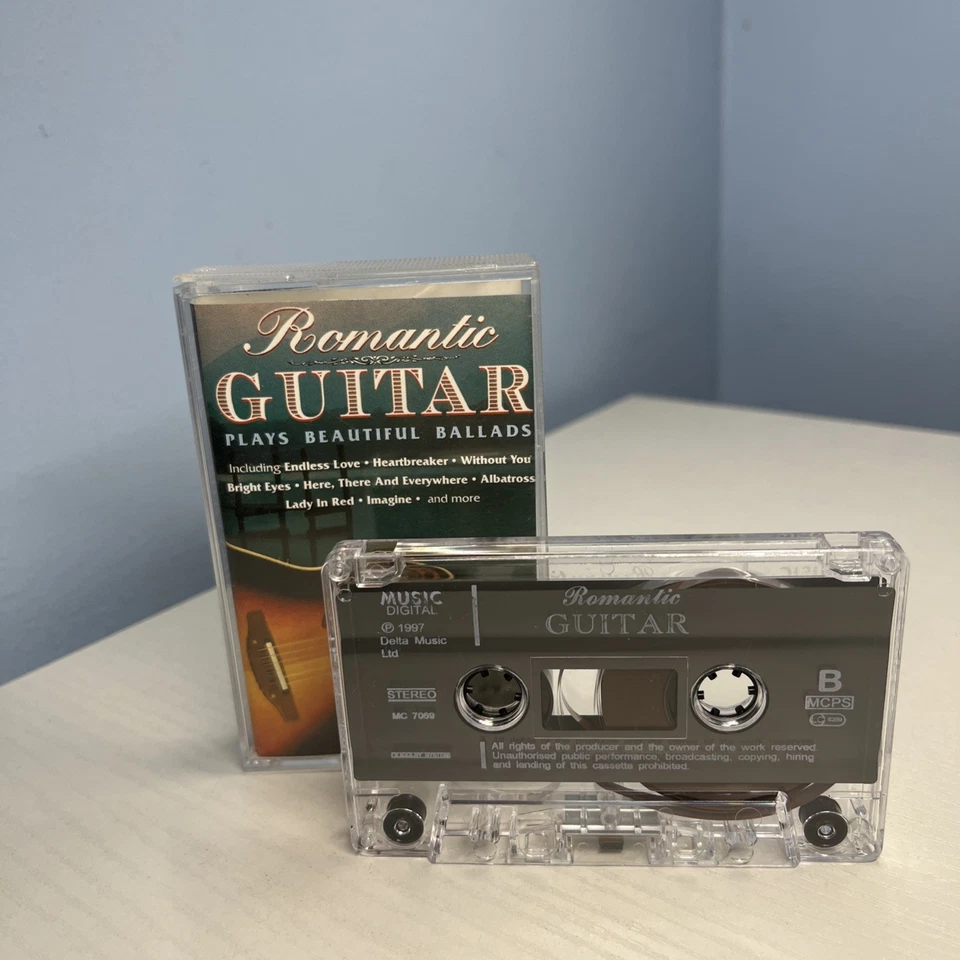 Romantic
GUITAR
PLAYS BEAUTIFUL BALLADS
Including Endless Love • Heartbreaker • Without You
Bright Eyes • Here, There And Everywhere • Albatross
Lady In Red • Imagine • and more
MUSIC
DIGITAL
℗ 1997
Delta Music
Ltd
STEREO
MC 7069
Romantic
GUITAR
B
MCPS
All rights of the producer and the owner of the work reserved.
Unauthorised public performance, broadcasting, copying, hiring
and lending of this cassette prohibited.